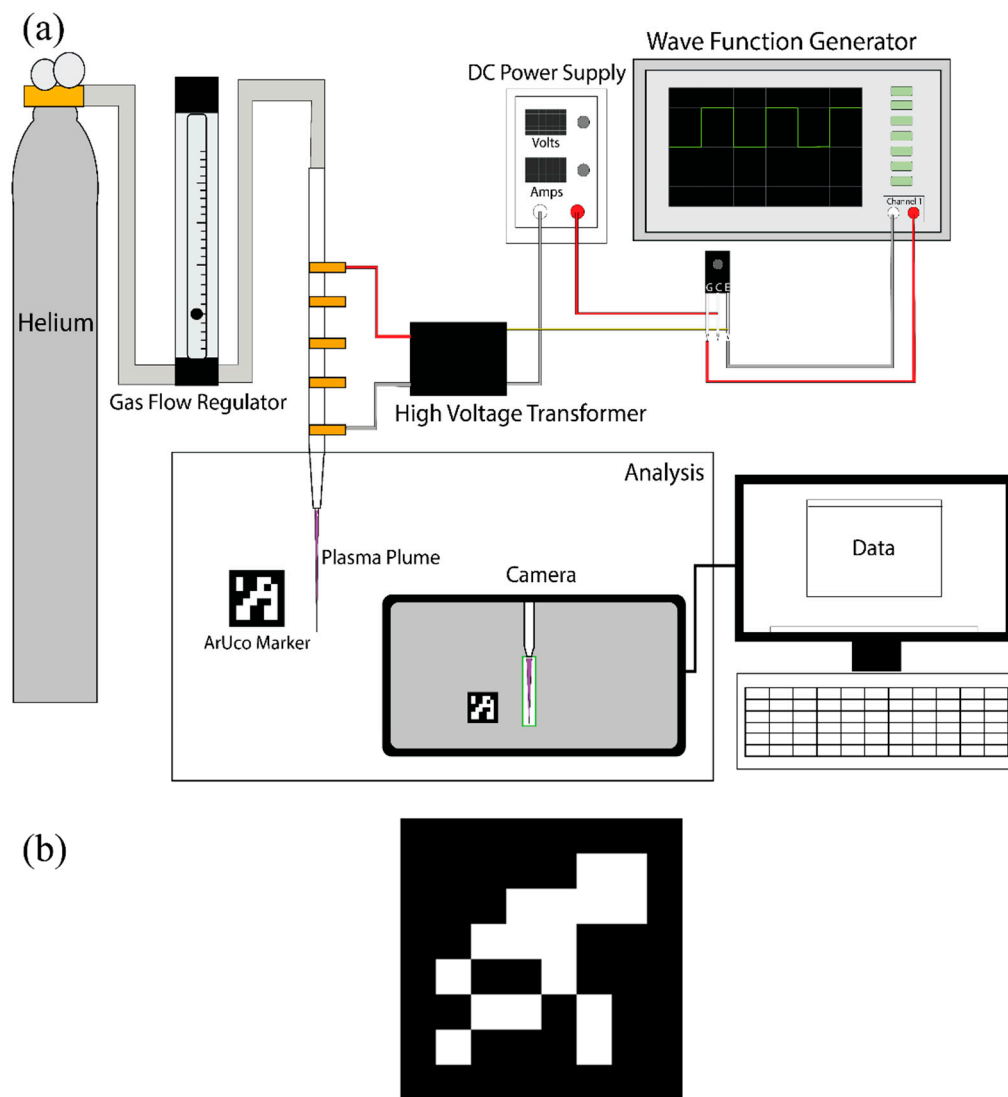 (a)
Wave Function Generator
DC Power Supply
Volts
Amps
Channel 1
G C E
Helium
Gas Flow Regulator
High Voltage Transformer
Analysis
Plasma Plume
Camera
Data
ArUco Marker
(b)